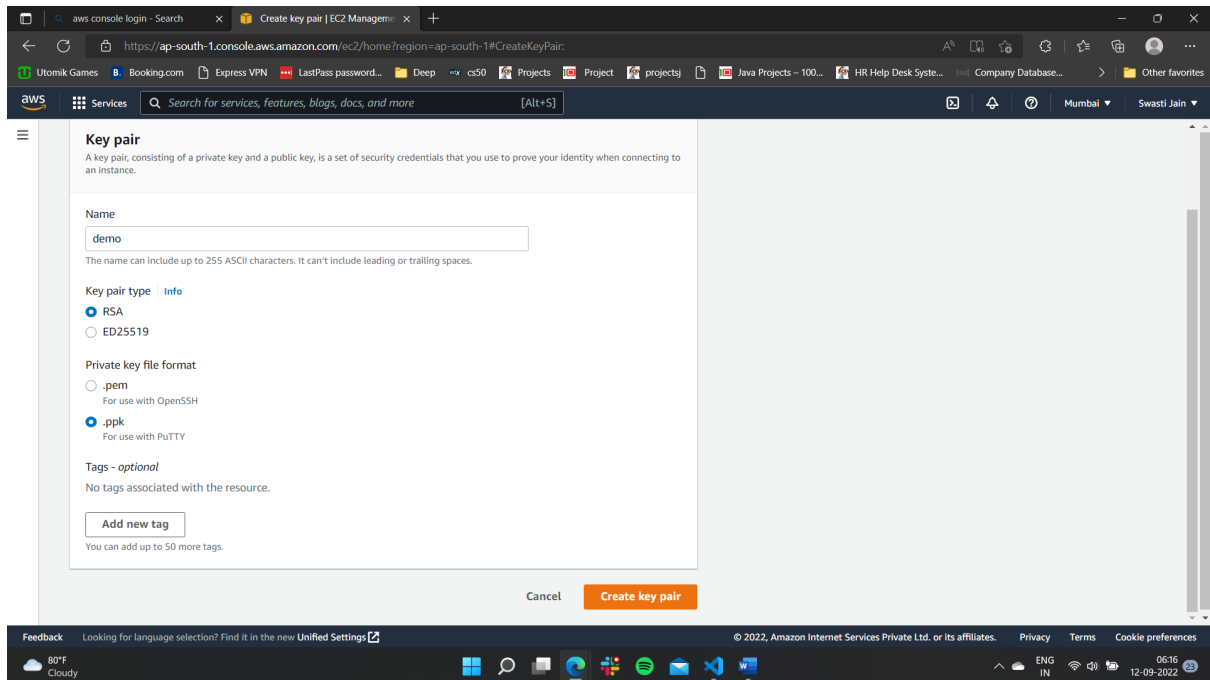 aws console login - Search
Create key pair | EC2 Manageme
https://ap-south-1.console.aws.amazon.com/ec2/home?region=ap-south-1#CreateKeyPair:
Utomik Games B. Booking.com Express VPN LastPass password... Deep cs50 Projects Project projectsj Java Projects – 100... HR Help Desk Syste... Company Database... Other favorites
aws Services Search for services, features, blogs, docs, and more [Alt+S] Mumbai Swasti Jain
Key pair
A key pair, consisting of a private key and a public key, is a set of security credentials that you use to prove your identity when connecting to
an instance.
Name
demo
The name can include up to 255 ASCII characters. It can't include leading or trailing spaces.
Key pair type Info
RSA
ED25519
Private key file format
.pem
For use with OpenSSH
.ppk
For use with PuTTY
Tags - optional
No tags associated with the resource.
Add new tag
You can add up to 50 more tags.
Cancel Create key pair
Feedback Looking for language selection? Find it in the new Unified Settings © 2022, Amazon Internet Services Private Ltd. or its affiliates. Privacy Terms Cookie preferences
80°F
Cloudy
ENG
IN
06:16
12-09-2022
23